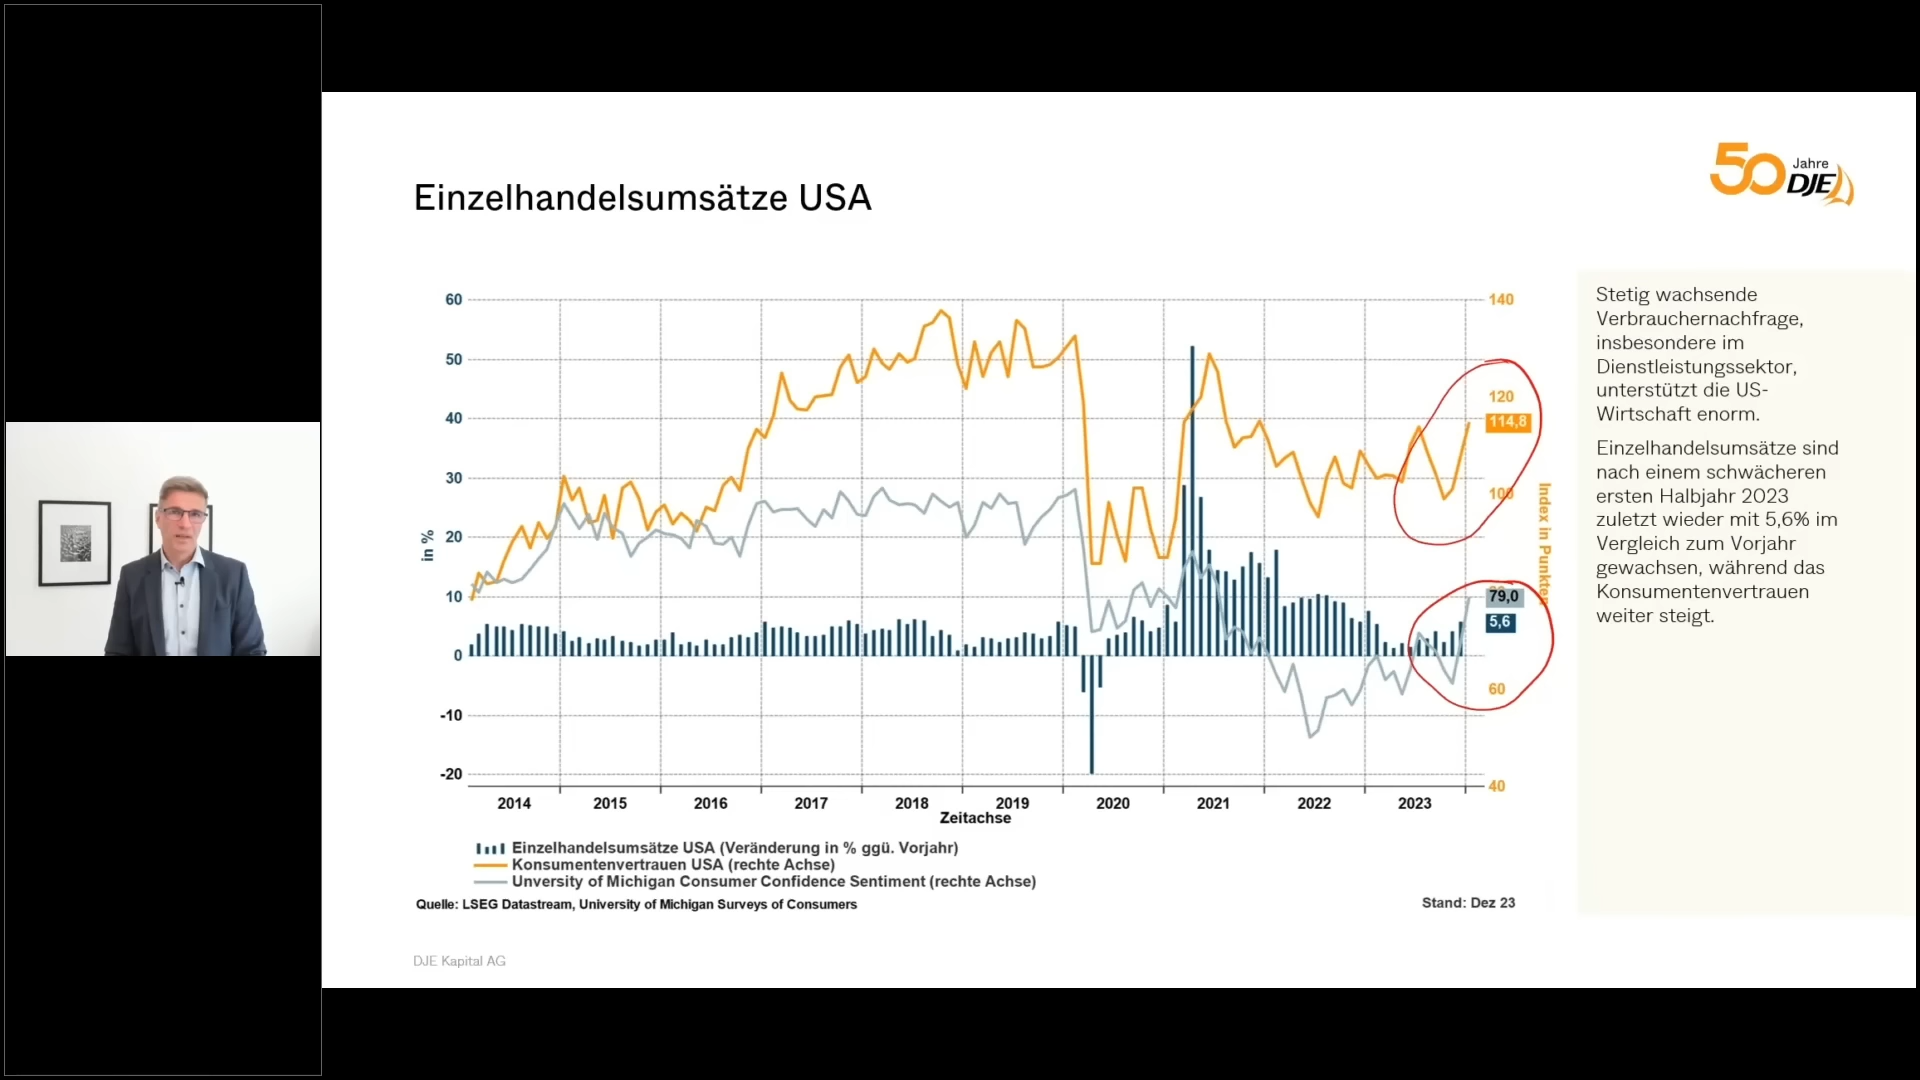 50 Jahre
DJE
Einzelhandelsumsätze USA
60
50
40
30
20
10
0
-10
-20
in %
140
120
114,8
100
79,0
5,6
60
40
Index in Punkten
2014 2015 2016 2017 2018 2019 2020 2021 2022 2023
Zeitachse
Einzelhandelsumsätze USA (Veränderung in % ggü. Vorjahr)
Konsumentenvertrauen USA (rechte Achse)
Unversity of Michigan Consumer Confidence Sentiment (rechte Achse)
Quelle: LSEG Datastream, University of Michigan Surveys of Consumers
Stand: Dez 23
Stetig wachsende
Verbrauchernachfrage,
insbesondere im
Dienstleistungssektor,
unterstützt die US-
Wirtschaft enorm.
Einzelhandelsumsätze sind
nach einem schwächeren
ersten Halbjahr 2023
zuletzt wieder mit 5,6% im
Vergleich zum Vorjahr
gewachsen, während das
Konsumentenvertrauen
weiter steigt.
DJE Kapital AG